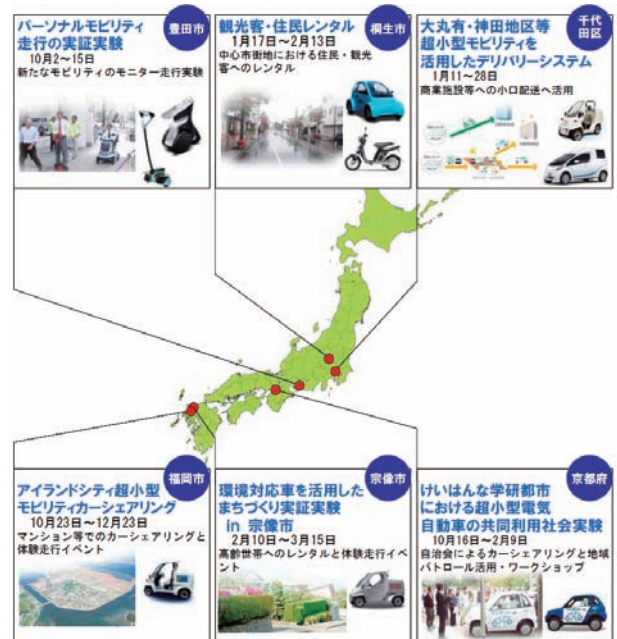 パーソナルモビリティ
走行の実証実験
豊田市
10月2～15日
新たなモビリティのモニター走行実験
観光客・住民レンタル
桐生市
1月17日～2月13日
中心市街地における住民・観光
客へのレンタル
大丸有・神田地区等
超小型モビリティを
活用したデリバリーシステム
千代
田区
1月11～28日
商業施設等への小口配送へ活用
福岡市
アイランドシティ超小型
モビリティカーシェアリング
10月23日～12月23日
マンション等でのカーシェアリングと
体験走行イベント
宗像市
環境対応車を活用した
まちづくり実証実験
in 宗像市
2月10日～3月15日
高齢世帯へのレンタルと体験走行イベ
ント
京都府
けいはんな学研都市
における超小型電気
自動車の共同利用社会実験
10月16日～2月9日
自治会によるカーシェアリングと地域
パトロール活用・ワークショップ